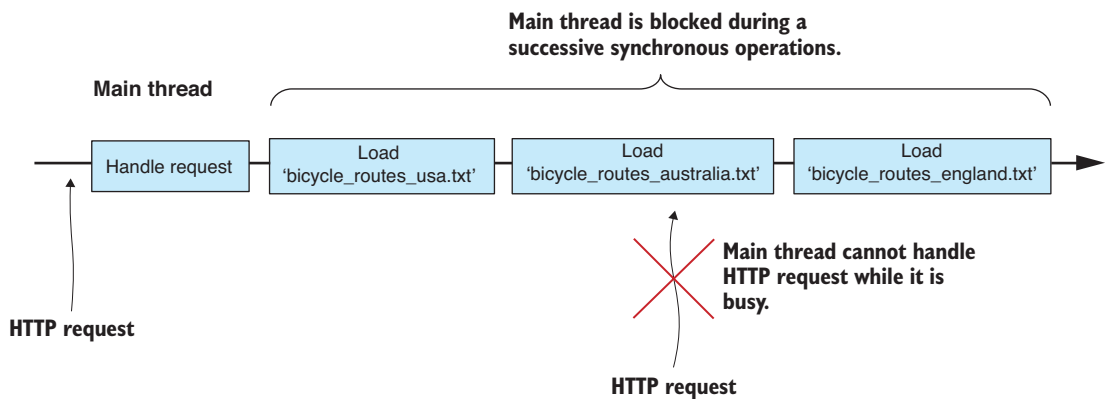 Main thread is blocked during a
successive synchronous operations.
Main thread
Handle request
Load
‘bicycle_routes_usa.txt’
Load
‘bicycle_routes_australia.txt’
Load
‘bicycle_routes_england.txt’
Main thread cannot handle
HTTP request while it is
busy.
HTTP request
HTTP request